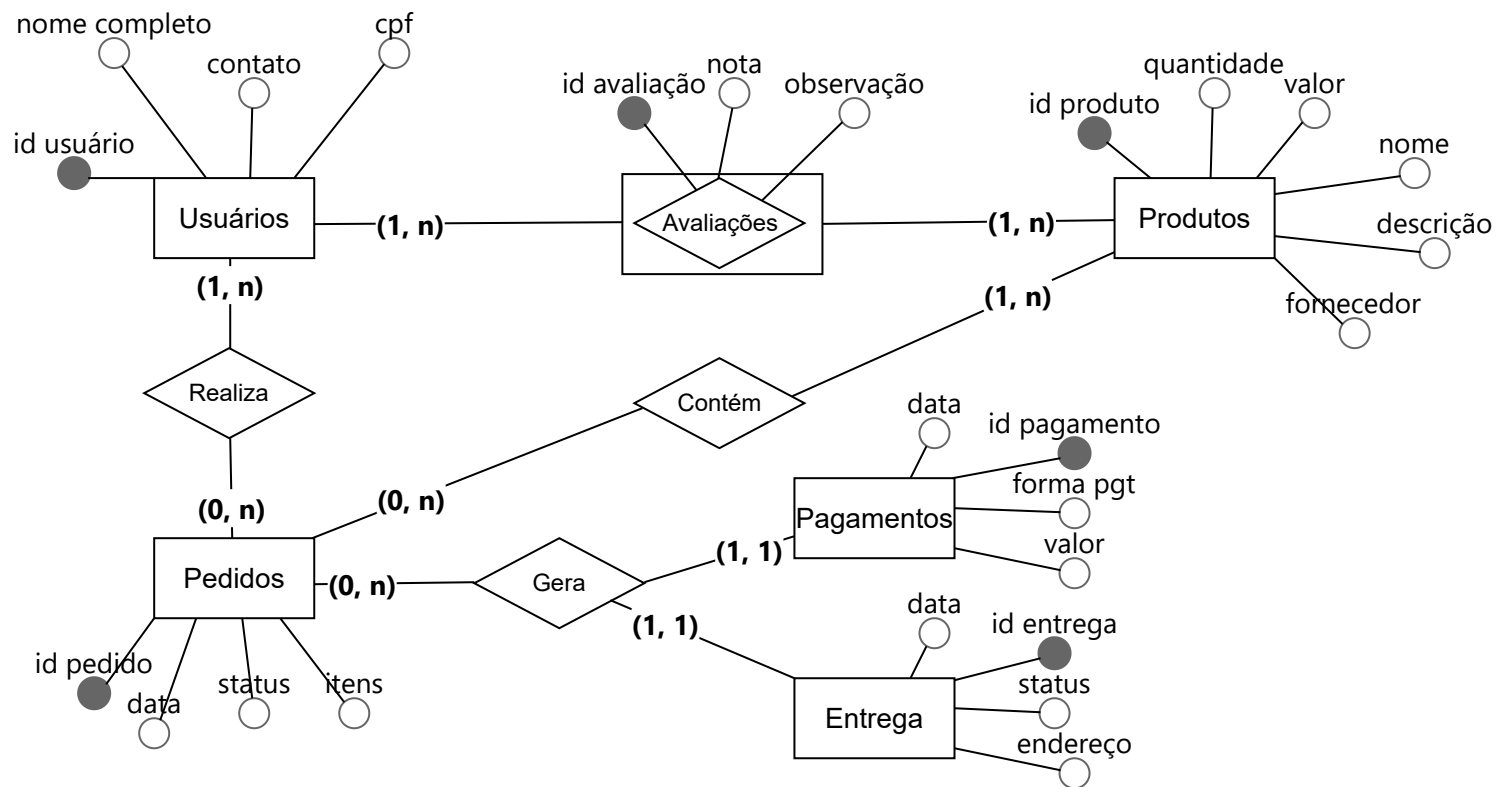 nome completo
cpf
contato
id usuário
Usuários
id avaliação
nota
observação
Avaliações
quantidade
id produto
valor
nome
descrição
fornecedor
Produtos
(1, n)
(1, n)
(1, n)
(1, n)
Realiza
Contém
(0, n)
(0, n)
Pedidos
(0, n)
Gera
(1, 1)
(1, 1)
data
id pagamento
forma pgt
valor
Pagamentos
id pedido
data
status
itens
data
id entrega
status
endereço
Entrega